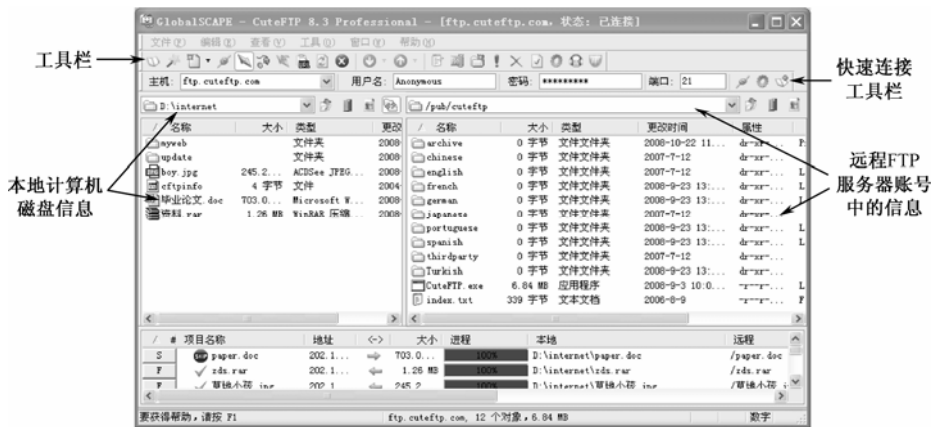 GlobalSCAPE - CuteFTP 8.3 Professional - [ftp.cuteftp.com, 状态: 已连接]
文件(F) 编辑(E) 查看(V) 工具(T) 窗口(W) 帮助(H)
工具栏
主机: ftp.cuteftp.com 用户名: Anonymous 密码: ********* 端口: 21
快速连接
工具栏
D:\internet /pub/cuteftp
/ 名称 大小 类型 更改
myweb 文件夹 2008-
update 文件夹 2008-
boy.jpg 245.2... ACDSee JPEG... 2008-
cftpinfo 4 字节 文件 2004-
毕业论文.doc 703.0... Microsoft W... 2008-
资料.rar 1.26 MB WinRAR 压缩... 2008-
本地计算机
磁盘信息
/ 名称 大小 类型 更改时间 属性
archive 0 字节 文件文件夹 2008-10-22 11... dr-xr-...
chinese 0 字节 文件文件夹 2007-7-12 dr-xr-...
english 0 字节 文件文件夹 2007-7-12 dr-xr-... L
french 0 字节 文件文件夹 2008-9-23 13:... dr-xr-... L
german 0 字节 文件文件夹 2008-9-23 13:... dr-xr-... L
japanese 0 字节 文件文件夹 2007-7-12 dr-xr-...
portuguese 0 字节 文件文件夹 2008-9-23 13:... dr-xr-... L
spanish 0 字节 文件文件夹 2008-9-23 13:... dr-xr-... L
thirdparty 0 字节 文件文件夹 2007-7-12 dr-xr-...
Turkish 0 字节 文件文件夹 2008-9-23 13:... dr-xr-...
CuteFTP.exe 6.84 MB 应用程序 2008-9-3 10:0... -r--r--... L
index.txt 339 字节 文本文档 2006-8-9 -r--r--...
远程FTP
服务器账号
中的信息
/ # 项目名称 地址 <-> 大小 进程 本地 远程
S paper.doc 202.1... 703.0... 100% D:\internet\paper.doc /paper.doc
F zds.rar 202.1... 1.26 MB 100% D:\internet\zds.rar /zds.rar
要获得帮助，请按 F1 ftp.cuteftp.com, 12 个对象，6.84 MB 数字